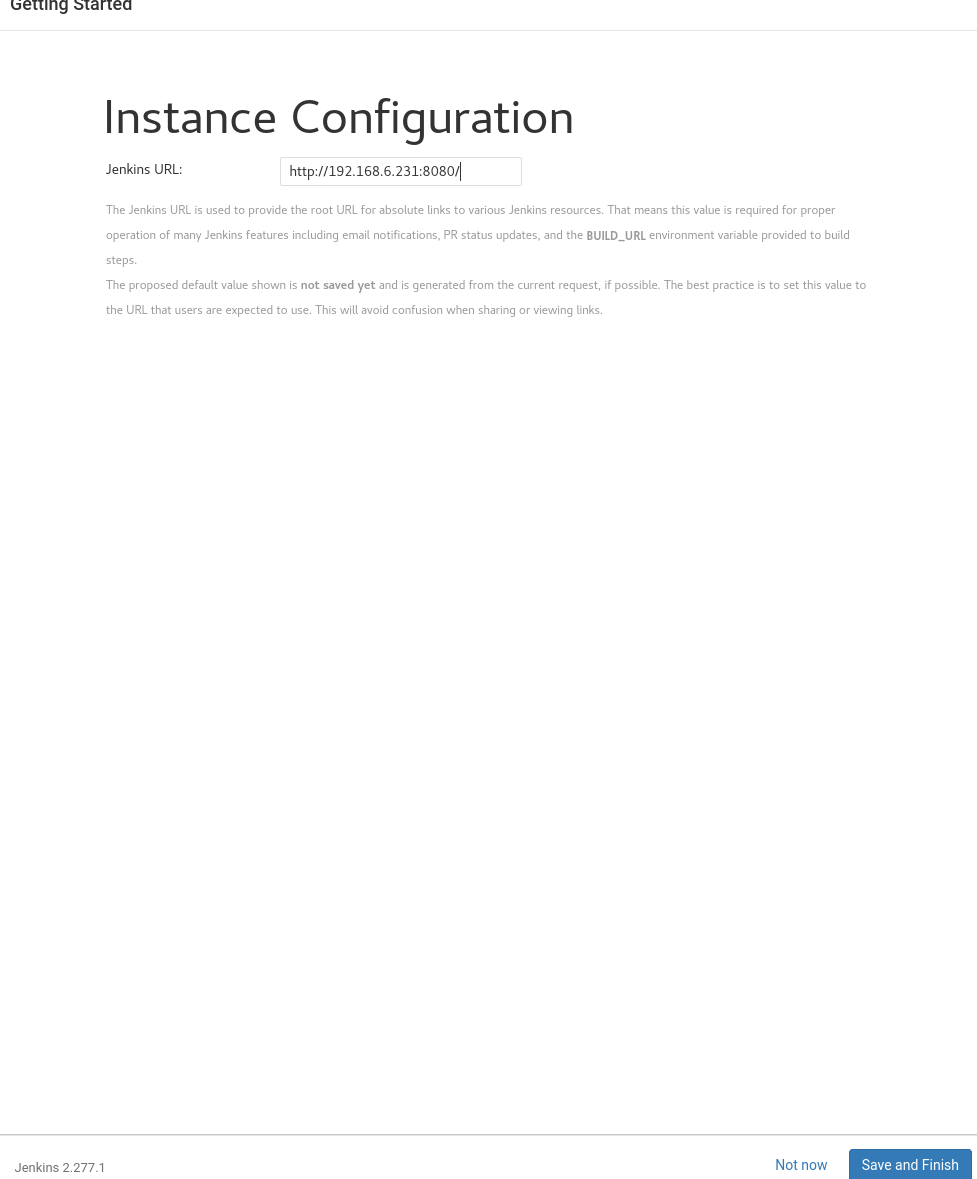 Getting Started
Instance Configuration
Jenkins URL:
http://192.168.6.231:8080/
The Jenkins URL is used to provide the root URL for absolute links to various Jenkins resources. That means this value is required for proper
operation of many Jenkins features including email notifications, PR status updates, and the BUILD_URL environment variable provided to build
steps.
The proposed default value shown is not saved yet and is generated from the current request, if possible. The best practice is to set this value to
the URL that users are expected to use. This will avoid confusion when sharing or viewing links.
Jenkins 2.277.1
Not now
Save and Finish